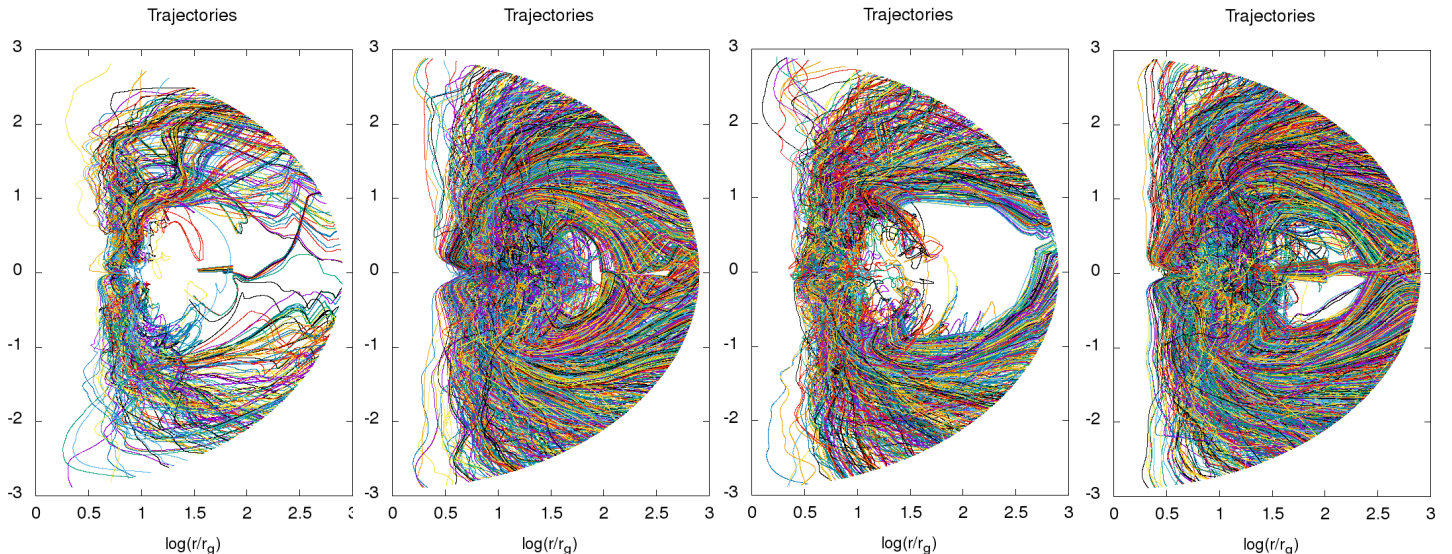 Trajectories Trajectories Trajectories Trajectories
3 3 3 3
2 2 2 2
1 1 1 1
0 0 0 0
-1 -1 -1 -1
-2 -2 -2 -2
-3 -3 -3 -3
0 0.5 1 1.5 2 2.5 0 0.5 1 1.5 2 2.5 3 0 0.5 1 1.5 2 2.5 3 0 0.5 1 1.5 2 2.5 3
log(r/rg) log(r/rg) log(r/rg) log(r/rg)